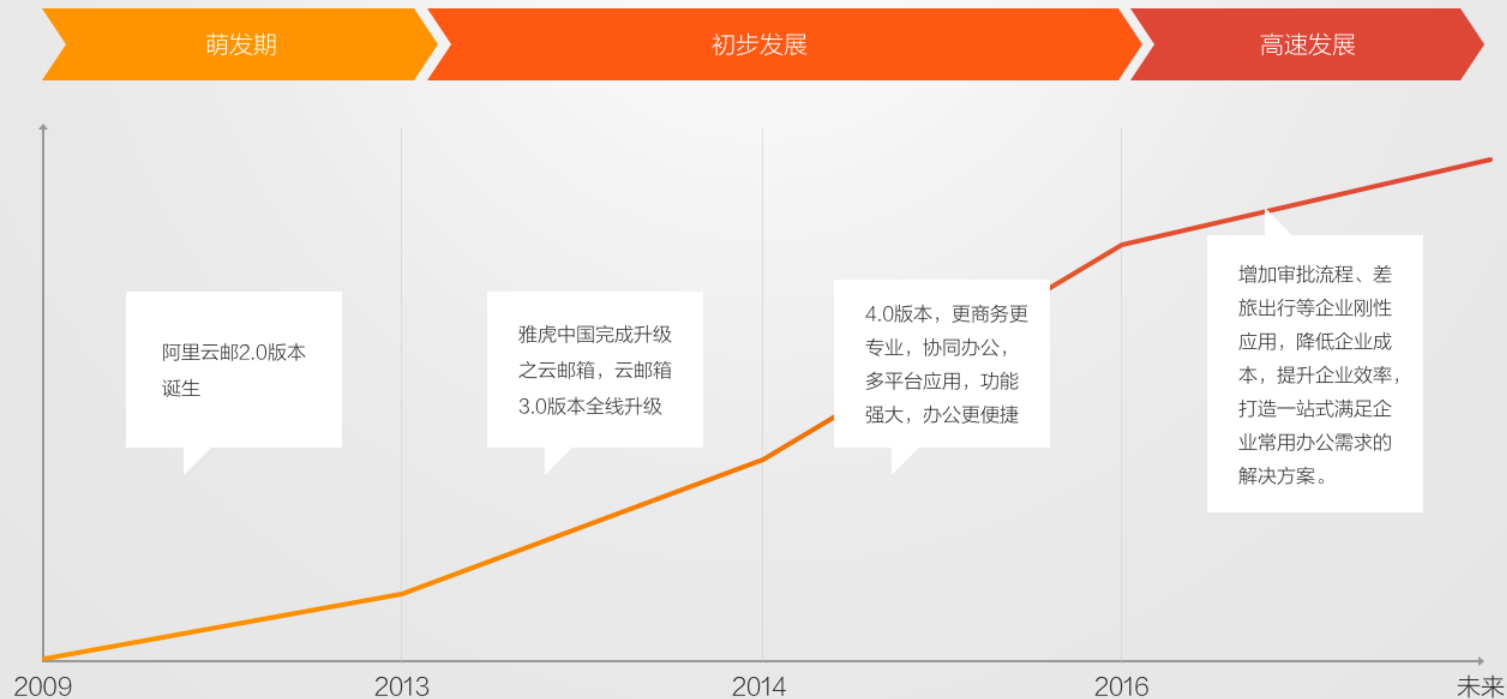 萌发期
初步发展
高速发展
阿里云邮2.0版本
诞生
雅虎中国完成升级
之云邮箱，云邮箱
3.0版本全线升级
4.0版本，更商务更
专业，协同办公，
多平台应用，功能
强大，办公更便捷
增加审批流程、差
旅出行等企业刚性
应用，降低企业成
本，提升企业效率，
打造一站式满足企
业常用办公需求的
解决方案。
2009
2013
2014
2016
未来